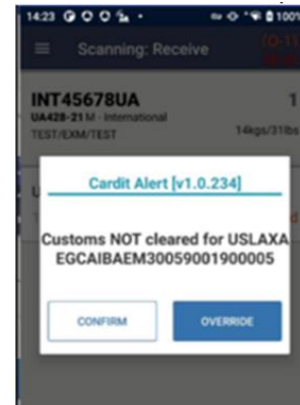 14:23
Scanning: Receive
INT45678UA 1
UA428-21 M - International
TEST/EXM/TEST 14kgs/31lbs
Cardit Alert [v1.0.234]
Customs NOT cleared for USLAXA
EGCAIBAEM30059001900005
CONFIRM OVERRIDE